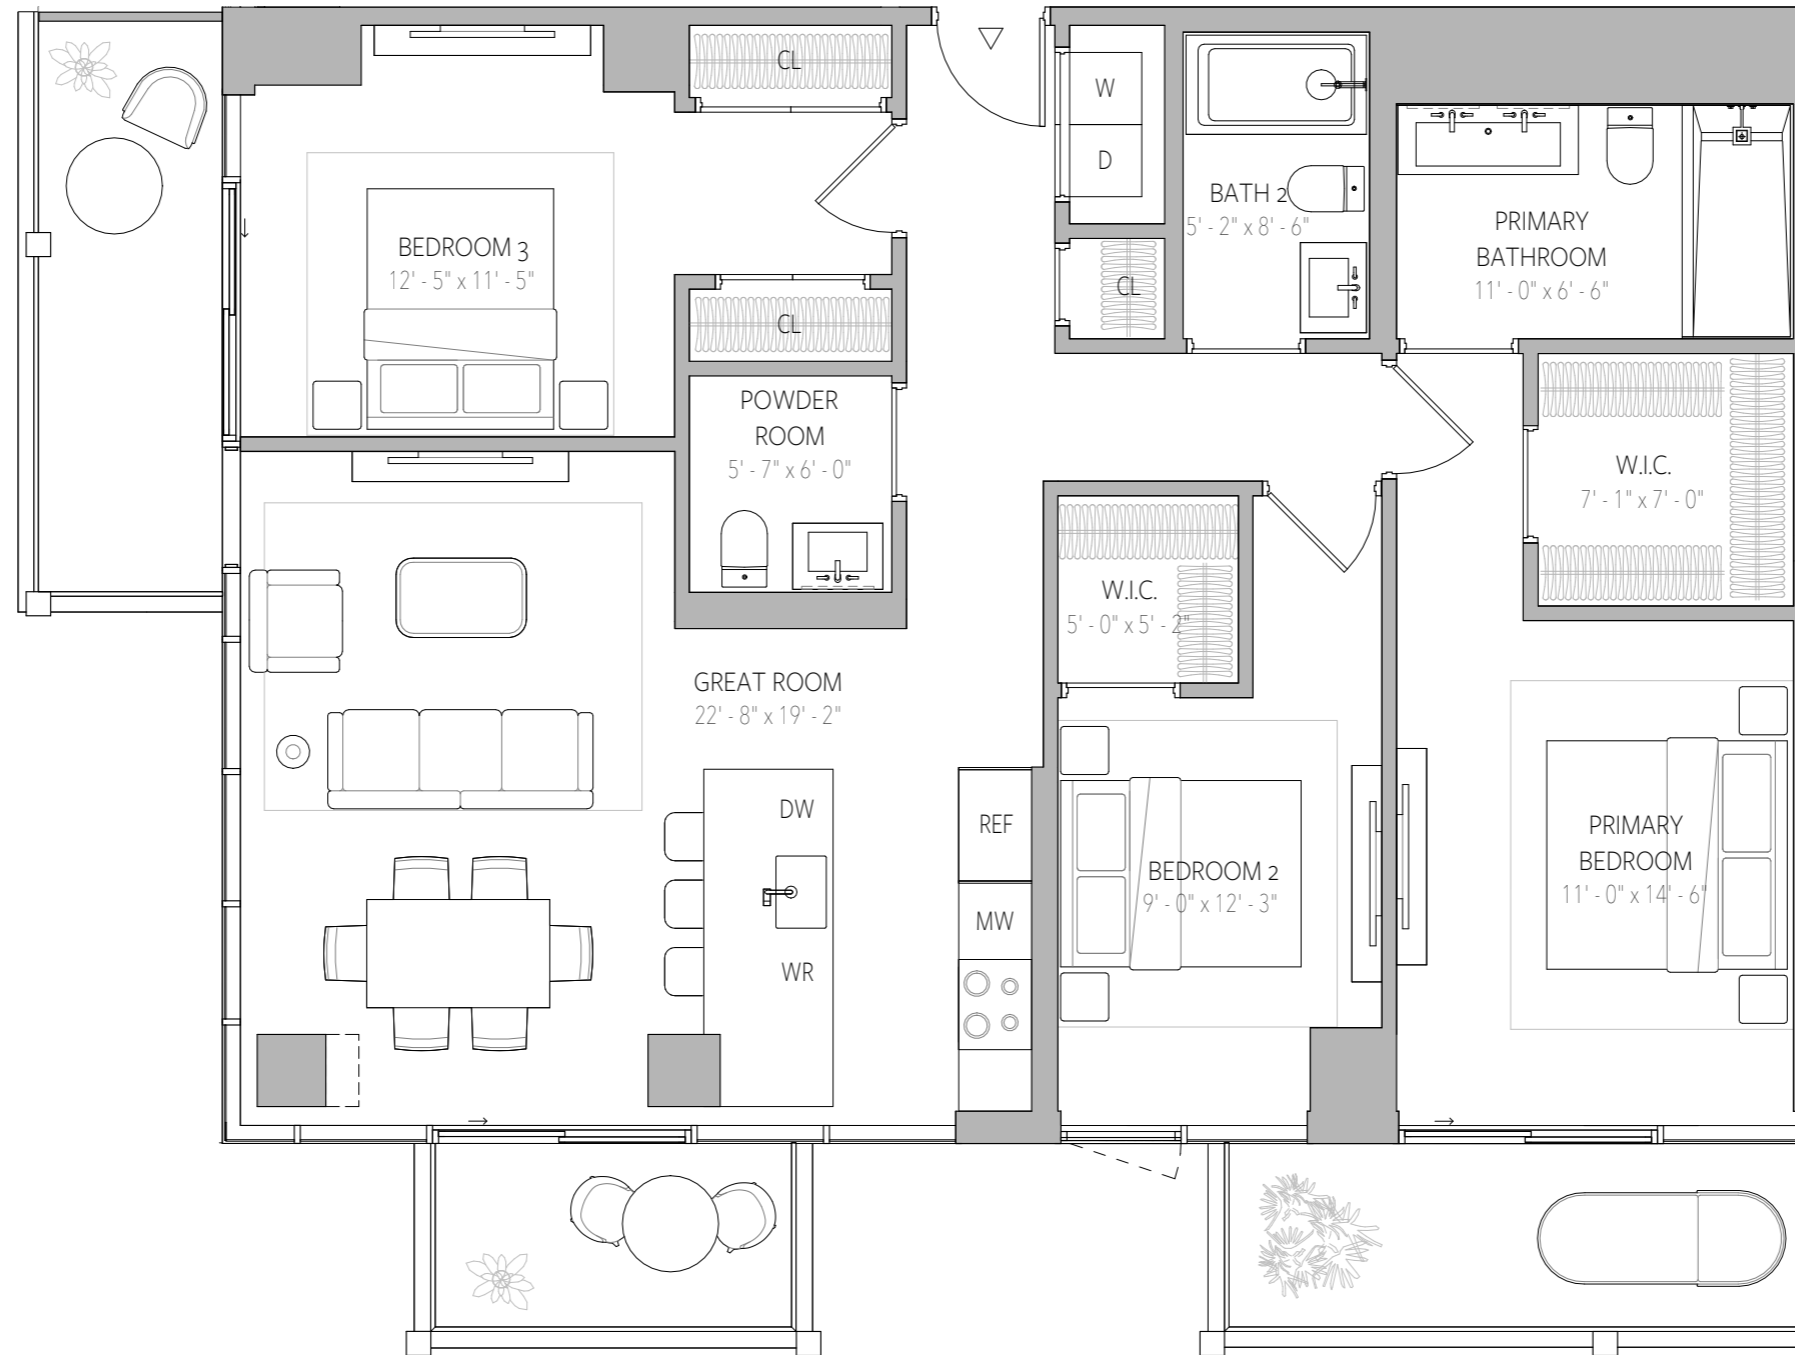 CL
W
D
BATH 2
5' - 2" x 8' - 6"
PRIMARY
BATHROOM
11' - 0" x 6' - 6"
BEDROOM 3
12' - 5" x 11' - 5"
CL
CL
POWDER
ROOM
5' - 7" x 6' - 0"
W.I.C.
7' - 1" x 7' - 0"
W.I.C.
5' - 0" x 5' - 2"
GREAT ROOM
22' - 8" x 19' - 2"
DW
REF
PRIMARY
BEDROOM
11' - 0" x 14' - 6"
BEDROOM 2
9' - 0" x 12' - 3"
MW
WR